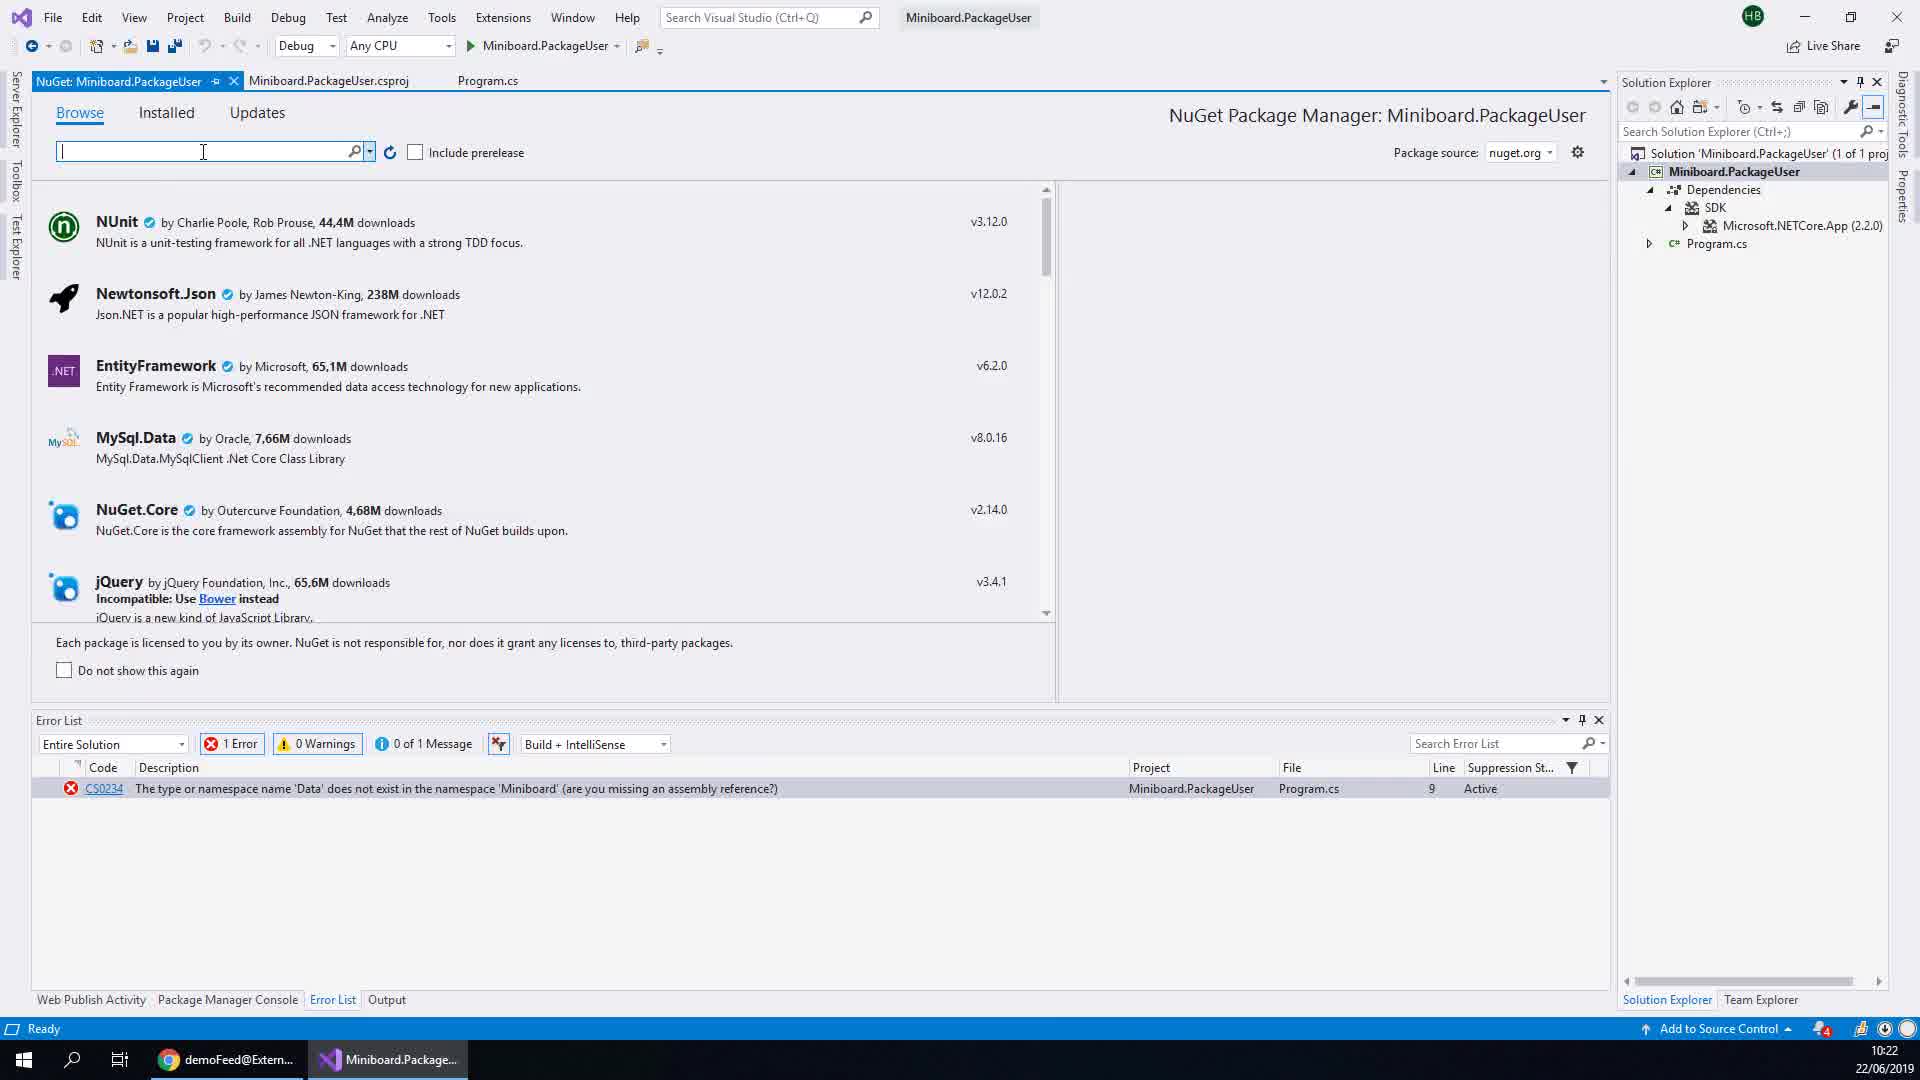 File Edit View Project Build Debug Test Analyze Tools Extensions Window Help Search Visual Studio (Ctrl+Q) Miniboard.PackageUser HB
Debug Any CPU Miniboard.PackageUser Live Share
Server Explorer
Toolbox
Test Explorer
NuGet: Miniboard.PackageUser Miniboard.PackageUser.csproj Program.cs
Browse Installed Updates NuGet Package Manager: Miniboard.PackageUser
Include prerelease Package source: nuget.org
NUnit by Charlie Poole, Rob Prouse, 44,4M downloads v3.12.0
NUnit is a unit-testing framework for all .NET languages with a strong TDD focus.
Newtonsoft.Json by James Newton-King, 238M downloads v12.0.2
Json.NET is a popular high-performance JSON framework for .NET
.NET
EntityFramework by Microsoft, 65,1M downloads v6.2.0
Entity Framework is Microsoft's recommended data access technology for new applications.
MySQL
MySql.Data by Oracle, 7,66M downloads v8.0.16
MySql.Data.MySqlClient .Net Core Class Library
NuGet.Core by Outercurve Foundation, 4,68M downloads v2.14.0
NuGet.Core is the core framework assembly for NuGet that the rest of NuGet builds upon.
jQuery by jQuery Foundation, Inc., 65,6M downloads v3.4.1
Incompatible: Use Bower instead
jQuery is a new kind of JavaScript Library.
Each package is licensed to you by its owner. NuGet is not responsible for, nor does it grant any licenses to, third-party packages.
Do not show this again
Solution Explorer
Search Solution Explorer (Ctrl+;)
Solution 'Miniboard.PackageUser' (1 of 1 proj
C# Miniboard.PackageUser
Dependencies
SDK
Microsoft.NETCore.App (2.2.0)
C# Program.cs
Diagnostic Tools
Properties
Error List
Entire Solution 1 Error 0 Warnings 0 of 1 Message Build + IntelliSense Search Error List
Code Description Project File Line Suppression St...
CS0234 The type or namespace name 'Data' does not exist in the namespace 'Miniboard' (are you missing an assembly reference?) Miniboard.PackageUser Program.cs 9 Active
Web Publish Activity Package Manager Console Error List Output Solution Explorer Team Explorer
Ready Add to Source Control 4
demoFeed@Extern... Miniboard.Package... 10:22
22/06/2019